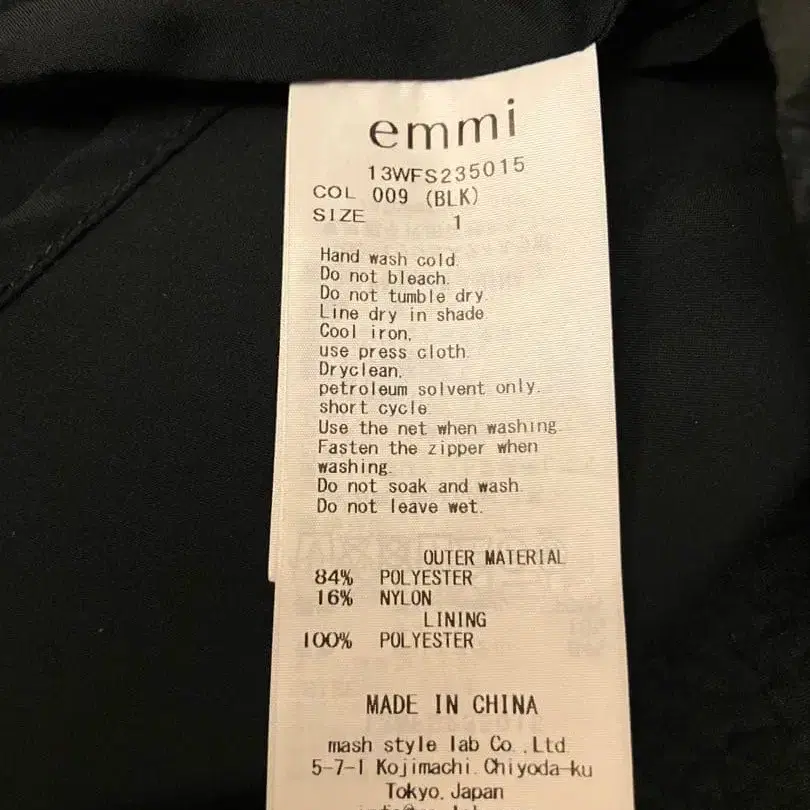 emmi
13WFS235015
COL 009 (BLK)
SIZE 1
Hand wash cold.
Do not bleach.
Do not tumble dry.
Line dry in shade
Cool iron,
use press cloth.
Dryclean,
petroleum solvent only.
short cycle
Use the net when washing.
Fasten the zipper when
washing.
Do not soak and wash.
Do not leave wet.
OUTER MATERIAL
84% POLYESTER
16% NYLON
LINING
100% POLYESTER
MADE IN CHINA
mash style lab Co.,Ltd.
5-7-1 Kojimachi.Chiyoda-ku
Tokyo.Japan